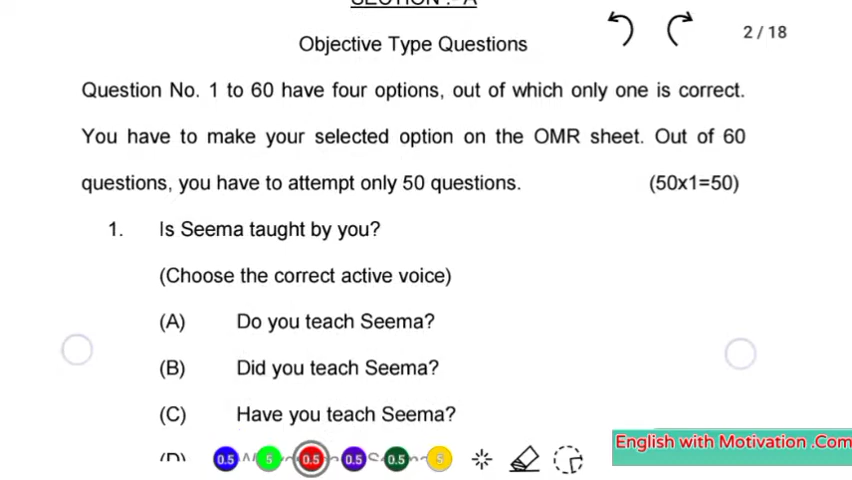 SECTION :- A
Objective Type Questions
2 / 18
Question No. 1 to 60 have four options, out of which only one is correct.
You have to make your selected option on the OMR sheet. Out of 60
questions, you have to attempt only 50 questions. (50x1=50)
1. Is Seema taught by you?
(Choose the correct active voice)
(A) Do you teach Seema?
(B) Did you teach Seema?
(C) Have you teach Seema?
English with Motivation .Com
(D)
0.5 5 0.5 0.5 0.5 5